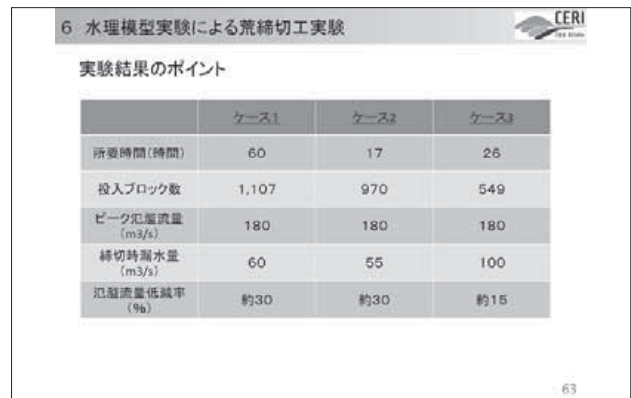 6 水理模型実験による荒締切工実験
CERI
実験結果のポイント
ケース1 ケース2 ケース3
所要時間(時間) 60 17 26
投入ブロック数 1,107 970 549
ピーク氾濫流量
(m3/s) 180 180 180
締切時漏水量
(m3/s) 60 55 100
氾濫流量低減率
(%) 約30 約30 約15
63